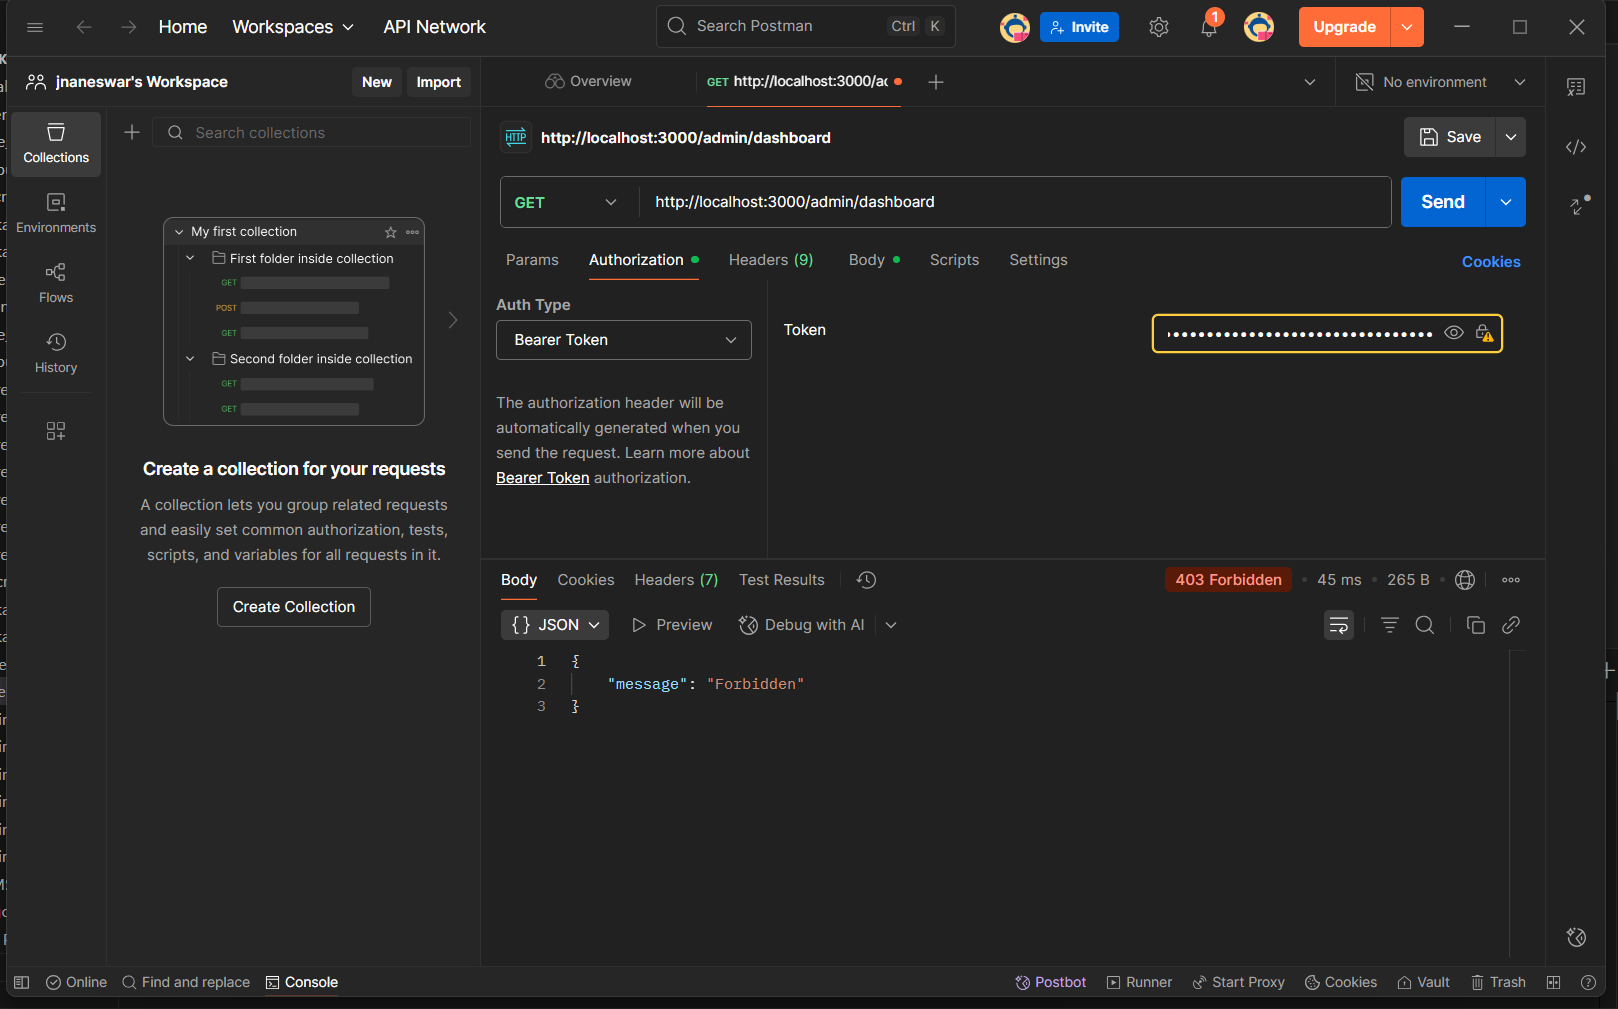 Home
Workspaces
API Network
Search Postman
Ctrl
K
Invite
1
Upgrade
jnaneswar's Workspace
New
Import
Overview
GET http://localhost:3000/ac
No environment
Collections
Environments
Flows
History
Search collections
My first collection
First folder inside collection
GET
POST
GET
Second folder inside collection
GET
GET
Create a collection for your requests
A collection lets you group related requests
and easily set common authorization, tests,
scripts, and variables for all requests in it.
Create Collection
HTTP
http://localhost:3000/admin/dashboard
Save
GET
http://localhost:3000/admin/dashboard
Send
Params
Authorization
Headers (9)
Body
Scripts
Settings
Cookies
Auth Type
Bearer Token
The authorization header will be
automatically generated when you
send the request. Learn more about
Bearer Token authorization.
Token
Body
Cookies
Headers (7)
Test Results
403 Forbidden
45 ms
265 B
{} JSON
Preview
Debug with AI
1 {
2 "message": "Forbidden"
3 }
Online
Find and replace
Console
Postbot
Runner
Start Proxy
Cookies
Vault
Trash